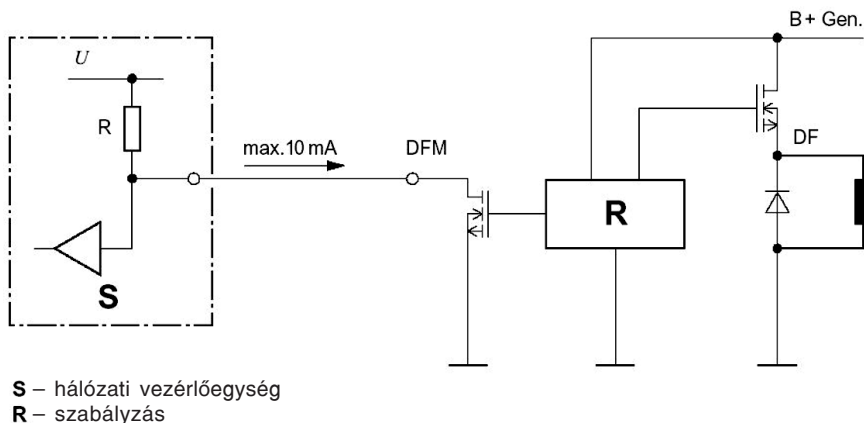 B+ Gen.
U
R
max.10 mA
DFM
DF
R
S
S – hálózati vezérlőegység
R – szabályzás